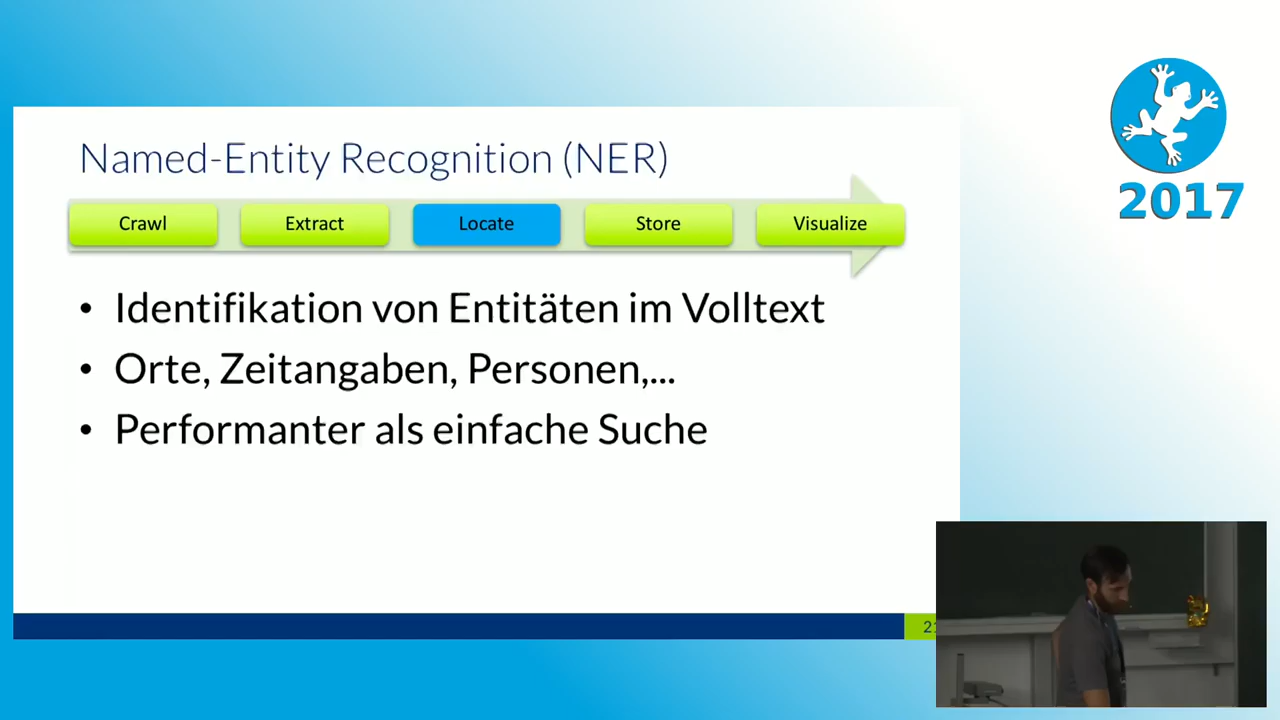 Named-Entity Recognition (NER)
Crawl
Extract
Locate
Store
Visualize
• Identifikation von Entitäten im Volltext
• Orte, Zeitangaben, Personen,...
• Performanter als einfache Suche
2017